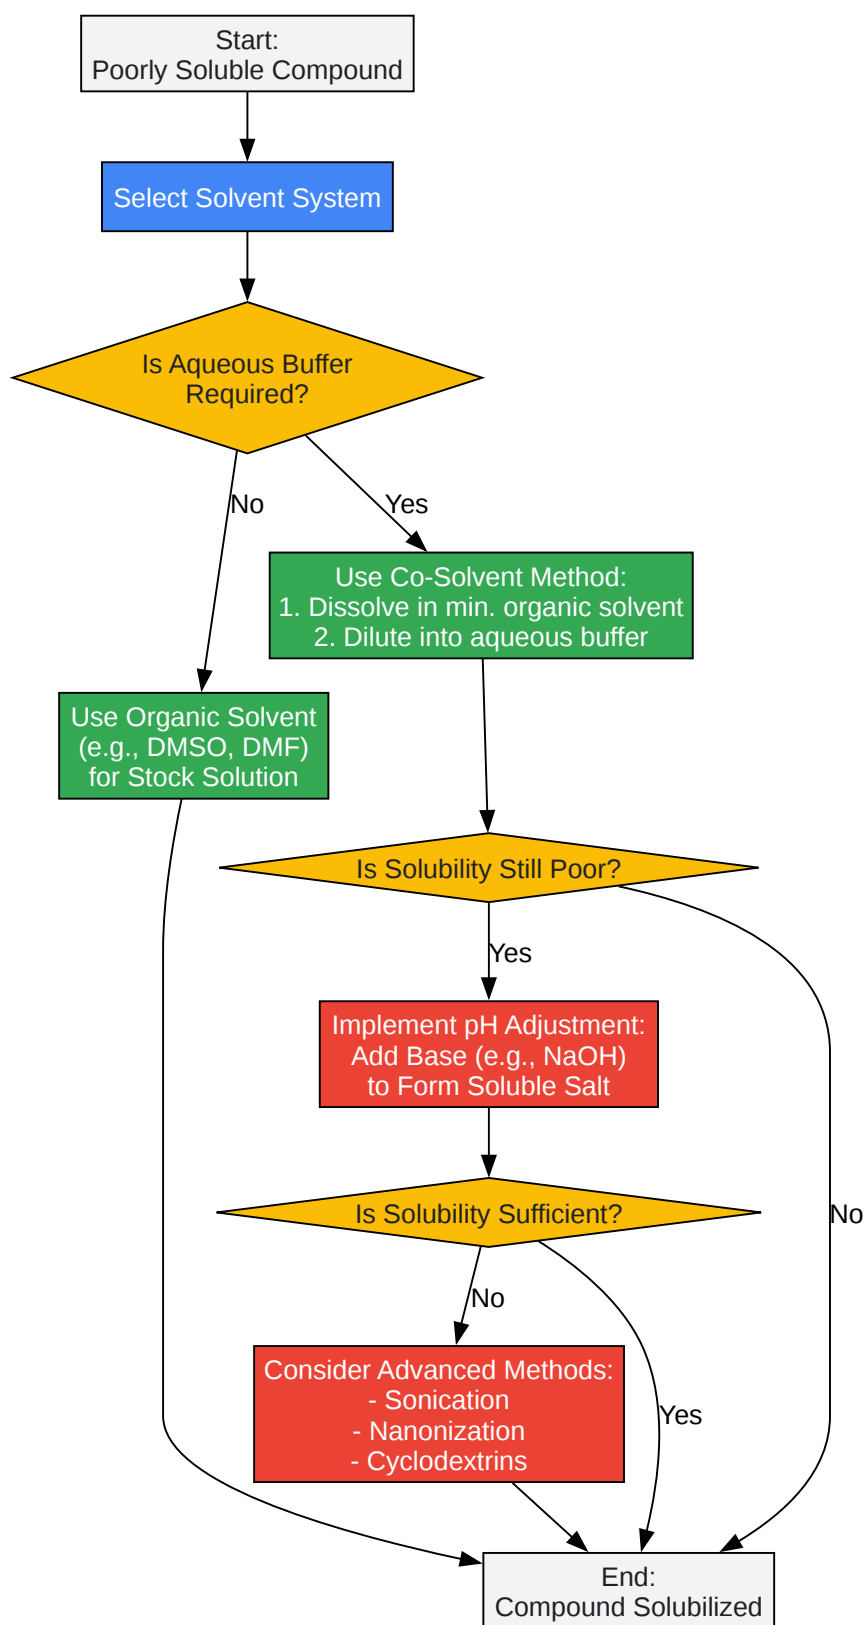 Start:
Poorly Soluble Compound
Select Solvent System
Is Aqueous Buffer
Required?
No
Yes
Use Co-Solvent Method:
1. Dissolve in min. organic solvent
2. Dilute into aqueous buffer
Use Organic Solvent
(e.g., DMSO, DMF)
for Stock Solution
Is Solubility Still Poor?
Yes
Implement pH Adjustment:
Add Base (e.g., NaOH)
to Form Soluble Salt
Is Solubility Sufficient?
No
No
Consider Advanced Methods:
- Sonication
- Nanonization
- Cyclodextrins
Yes
End:
Compound Solubilized